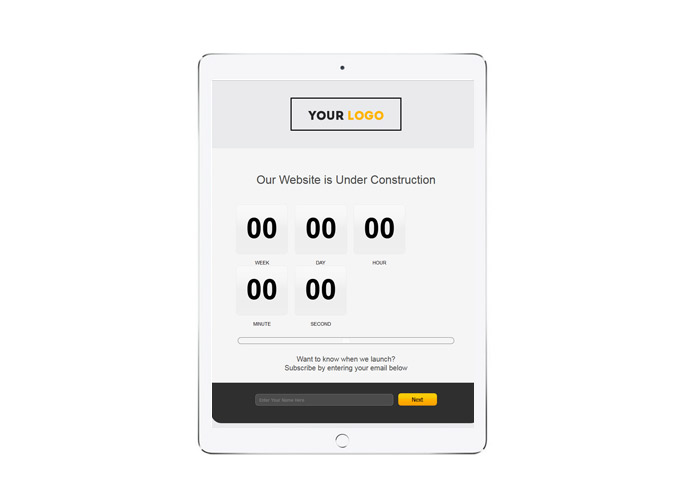 YOUR LOGO
Our Website is Under Construction
00 00 00
WEEK DAY HOUR
00 00
MINUTE SECOND
Want to know when we launch?
Subscribe by entering your email below
Enter Your Name Here Next